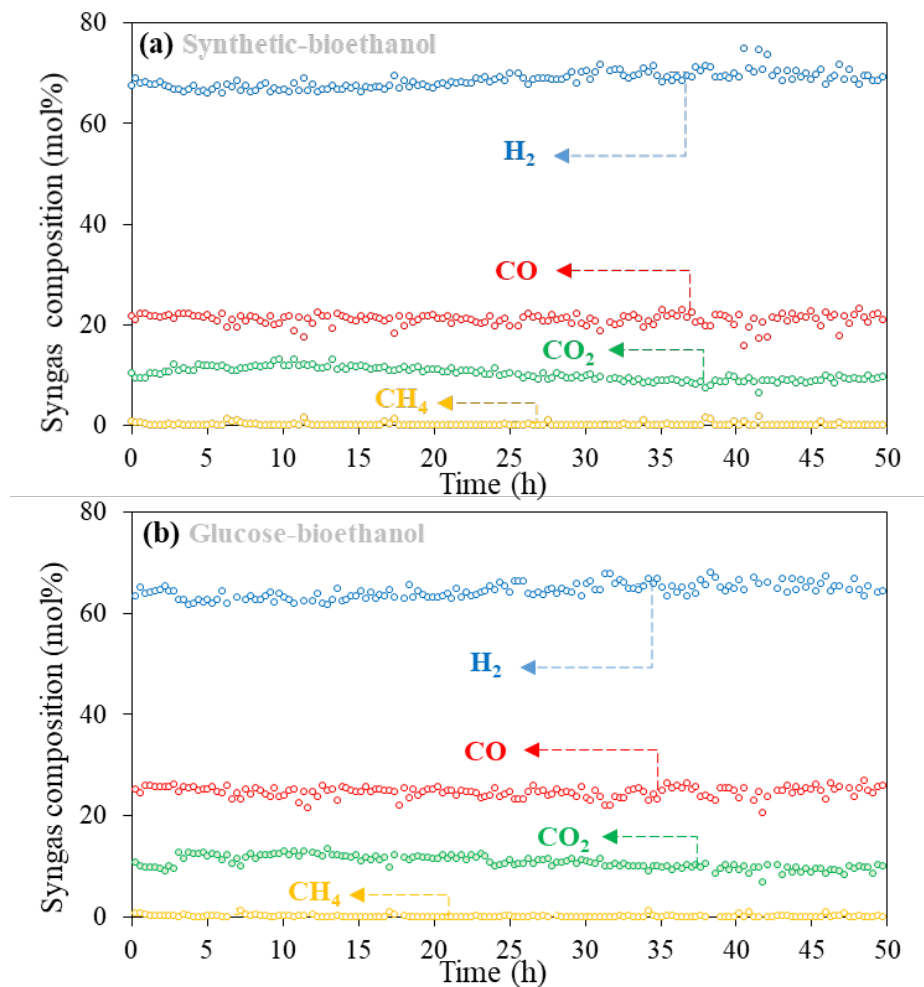 80
(a) Synthetic-bioethanol
60
H₂
40
CO
20
CO₂
CH₄
0
0 5 10 15 20 25 30 35 40 45 50
Time (h)
Syngas composition (mol%)
80
(b) Glucose-bioethanol
60
H₂
40
CO
20
CO₂
CH₄
0
0 5 10 15 20 25 30 35 40 45 50
Time (h)
Syngas composition (mol%)